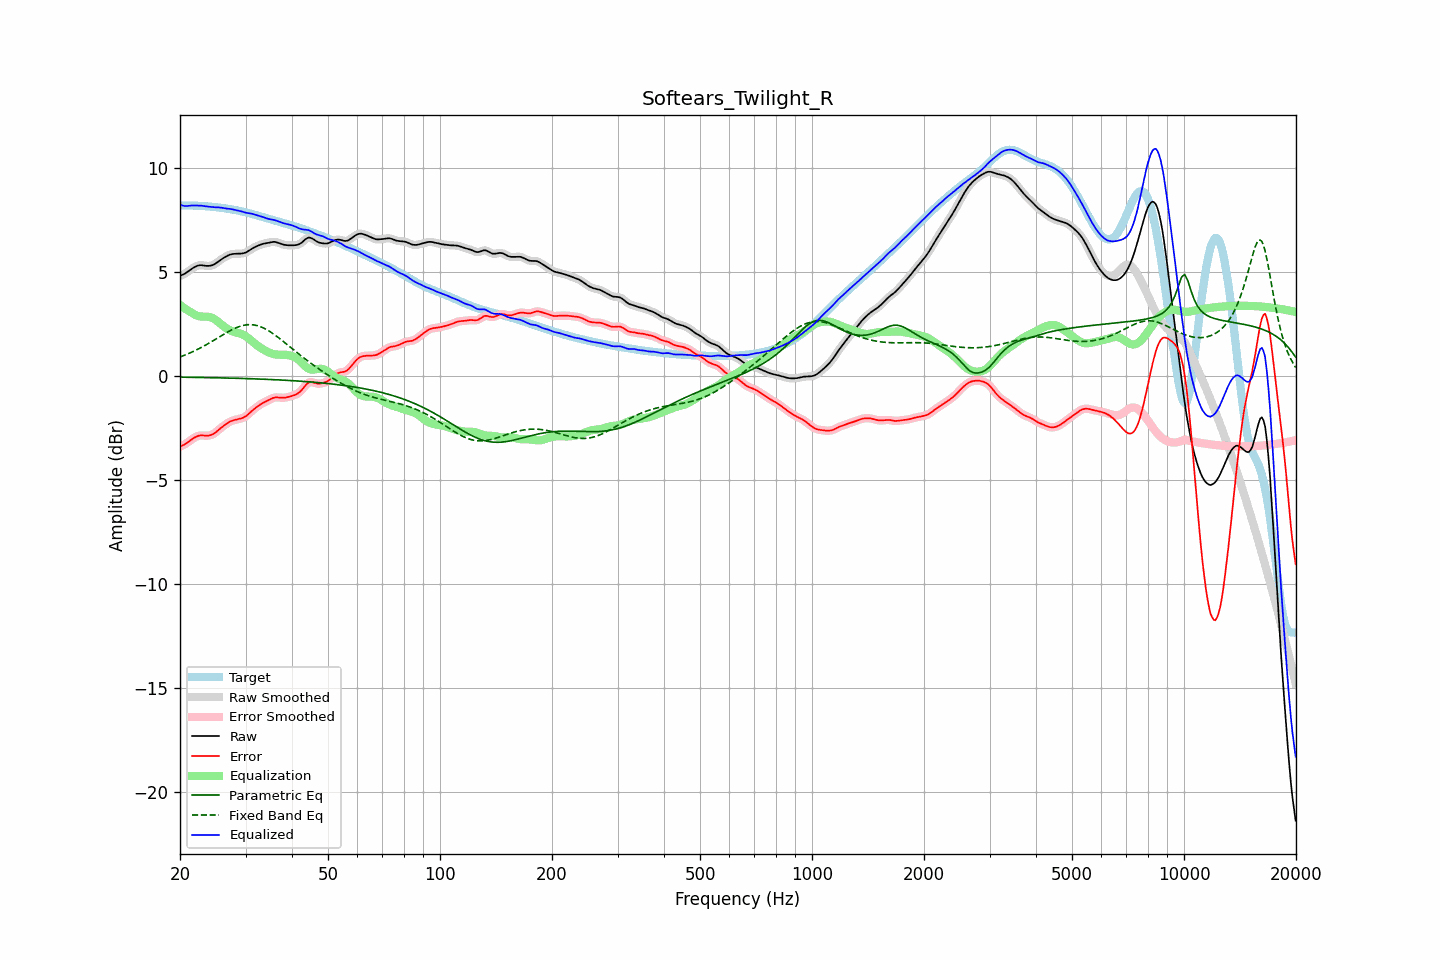 Softears_Twilight_R
Amplitude (dBr)
10
5
0
−5
−10
−15
−20
Target
Raw Smoothed
Error Smoothed
Raw
Error
Equalization
Parametric Eq
Fixed Band Eq
Equalized
20 50 100 200 500 1000 2000 5000 10000 20000
Frequency (Hz)